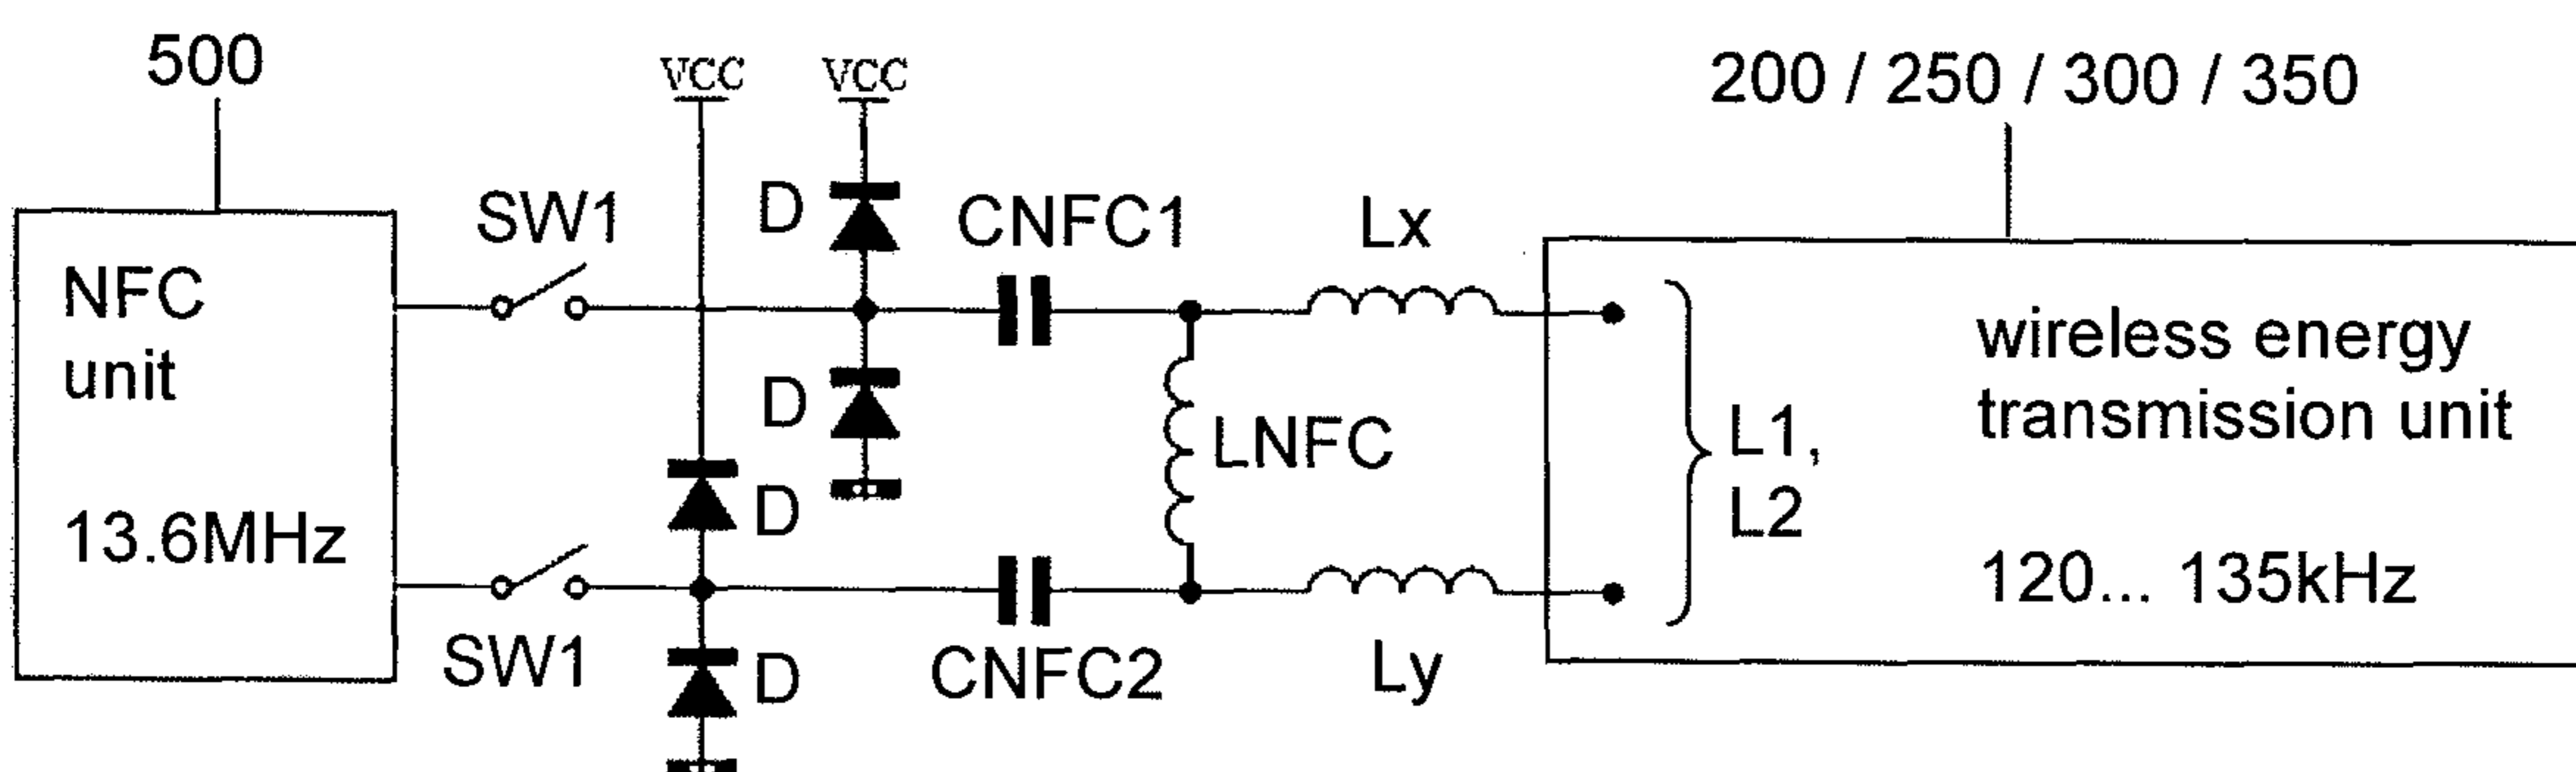 500
VCC
VCC
200 / 250 / 300 / 350
SW1
D
CNFC1
Lx
NFC
unit
13.6MHz
D
LNFC
D
L1,
L2
wireless energy
transmission unit
120... 135kHz
SW1
D
CNFC2
Ly